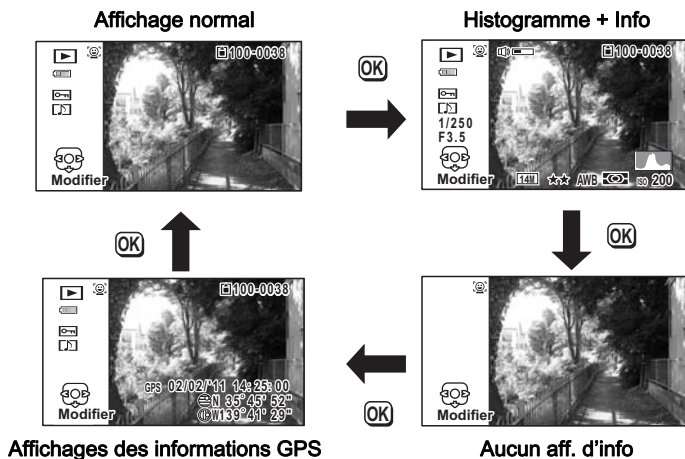 Affichage normal
100-0038
Modifier
OK
Histogramme + Info
100-0038
1/250
F3.5
Modifier
14M ★★ AWB ISO 200
OK
Modifier
Aucun aff. d'info
OK
100-0038
GPS 02/02/'11 14:25:00
N 35°45' 52"
W139°41' 29"
Modifier
Affichages des informations GPS
OK